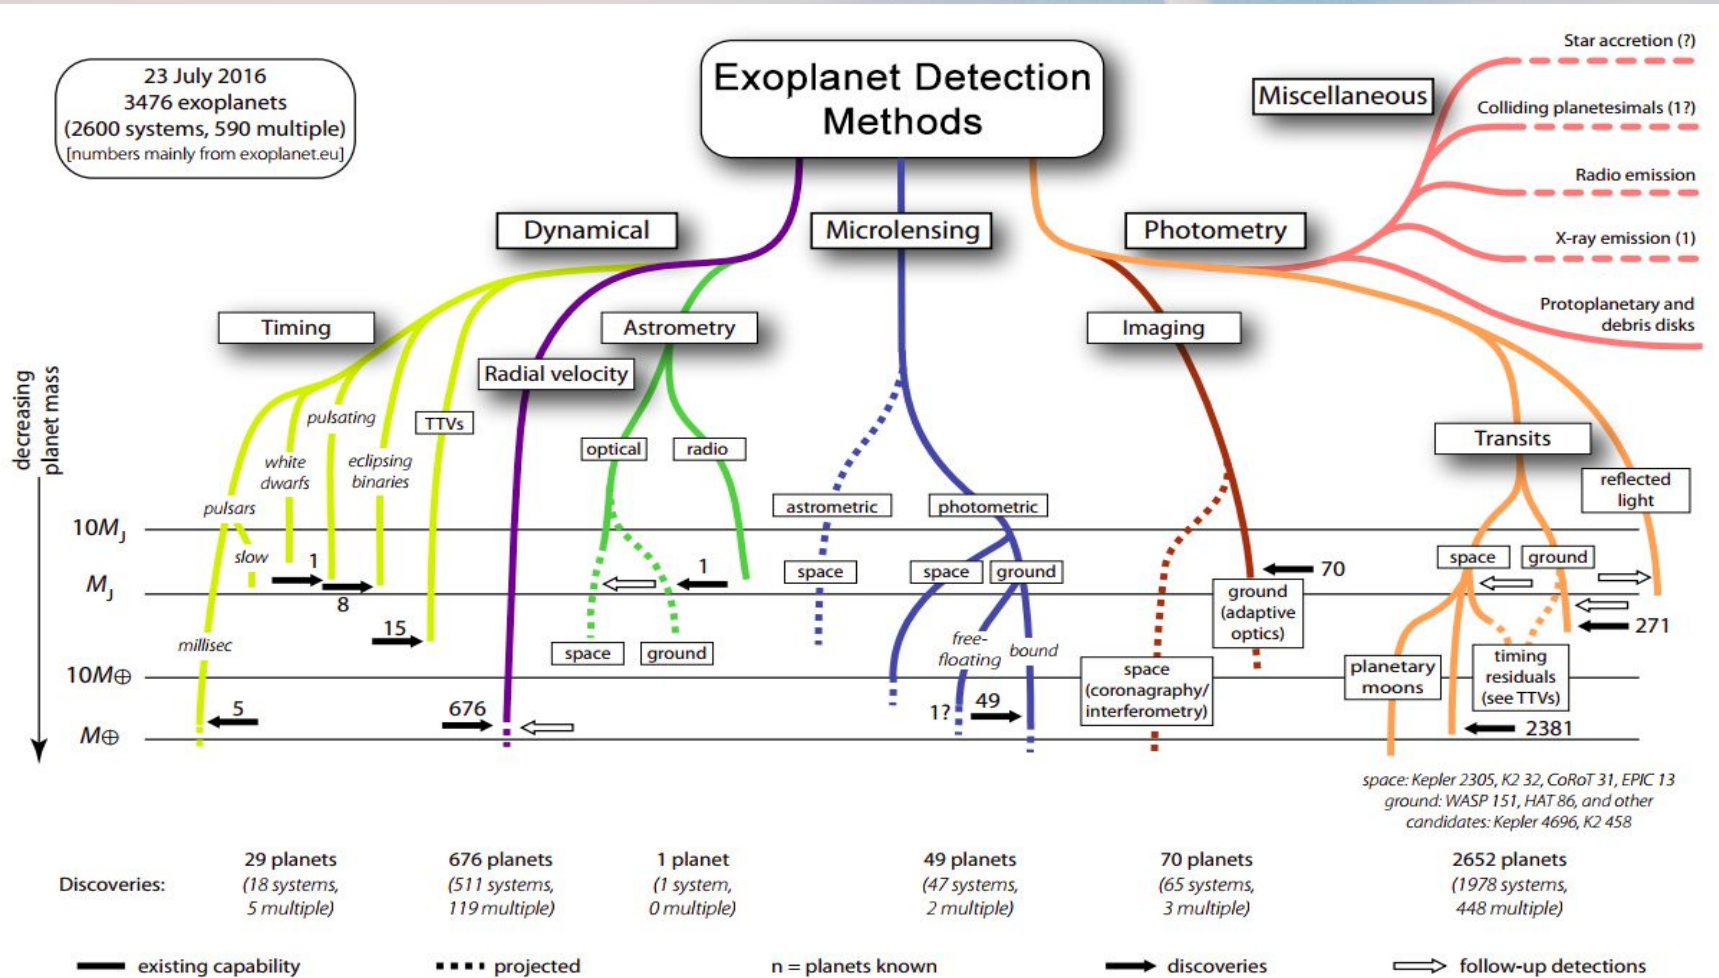 23 July 2016
3476 exoplanets
(2600 systems, 590 multiple)
[numbers mainly from exoplanet.eu]
Exoplanet Detection
Methods
Miscellaneous
Star accretion (?)
Colliding planetesimals (1?)
Radio emission
X-ray emission (1)
Protoplanetary and
debris disks
Dynamical
Microlensing
Photometry
Timing
Astrometry
Imaging
Radial velocity
decreasing
planet mass
pulsating
TTVs
white
dwarfs
eclipsing
binaries
optical
radio
Transits
pulsars
astrometric
photometric
reflected
light
10MJ
slow
1
space
ground
1
space
space
ground
70
MJ
8
ground
(adaptive
optics)
15
271
millisec
space
ground
free-
floating
bound
space
(coronagraphy/
interferometry)
planetary
moons
timing
residuals
(see TTVs)
10M⊕
5
676
1?
49
2381
M⊕
space: Kepler 2305, K2 32, CoRoT 31, EPIC 13
ground: WASP 151, HAT 86, and other
candidates: Kepler 4696, K2 458
Discoveries:
29 planets
(18 systems,
5 multiple)
676 planets
(511 systems,
119 multiple)
1 planet
(1 system,
0 multiple)
49 planets
(47 systems,
2 multiple)
70 planets
(65 systems,
3 multiple)
2652 planets
(1978 systems,
448 multiple)
existing capability
projected
n = planets known
discoveries
follow-up detections